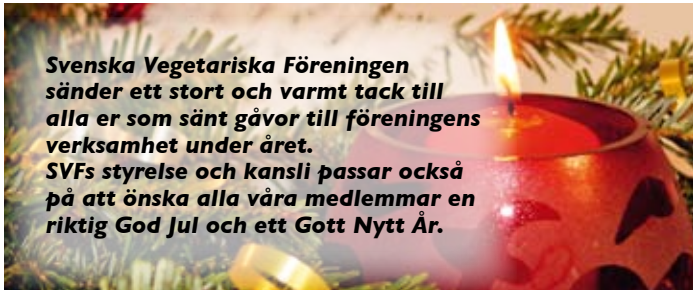 Svenska Vegetariska Föreningen
sänder ett stort och varmt tack till
alla er som sänt gåvor till föreningens
verksamhet under året.
SVFs styrelse och kansli passar också
på att önska alla våra medlemmar en
riktig God Jul och ett Gott Nytt År.